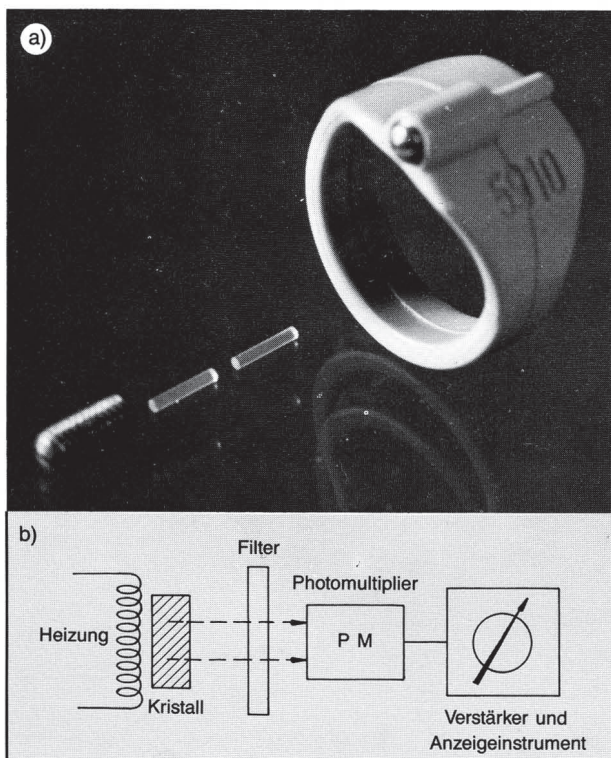 a)
5910
b)
Filter
Photomultiplier
Heizung
P M
Kristall
Verstärker und
Anzeigeinstrument